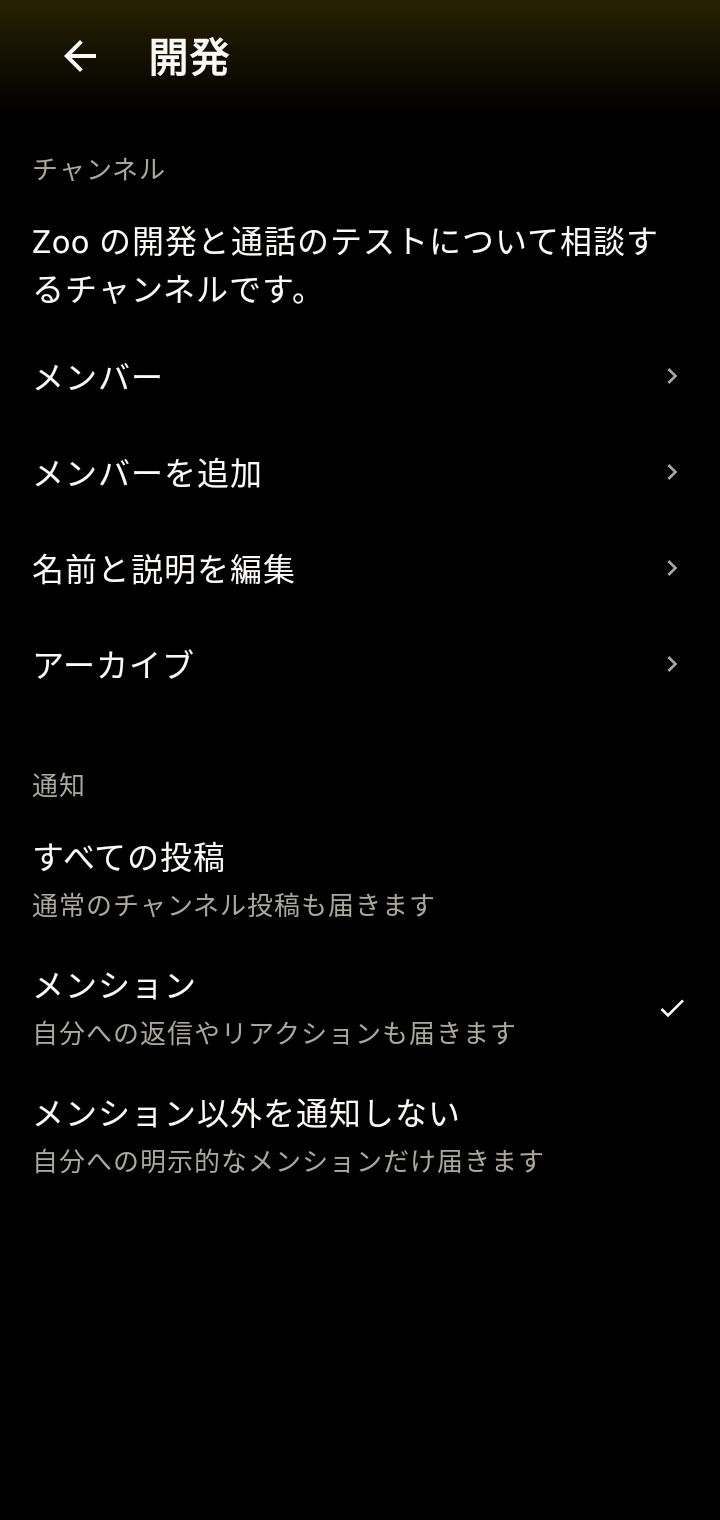 開発
チャンネル
Zoo の開発と通話のテストについて相談す
るチャンネルです。
メンバー
メンバーを追加
名前と説明を編集
アーカイブ
通知
すべての投稿
通常のチャンネル投稿も届きます
メンション
自分への返信やリアクションも届きます
メンション以外を通知しない
自分への明示的なメンションだけ届きます